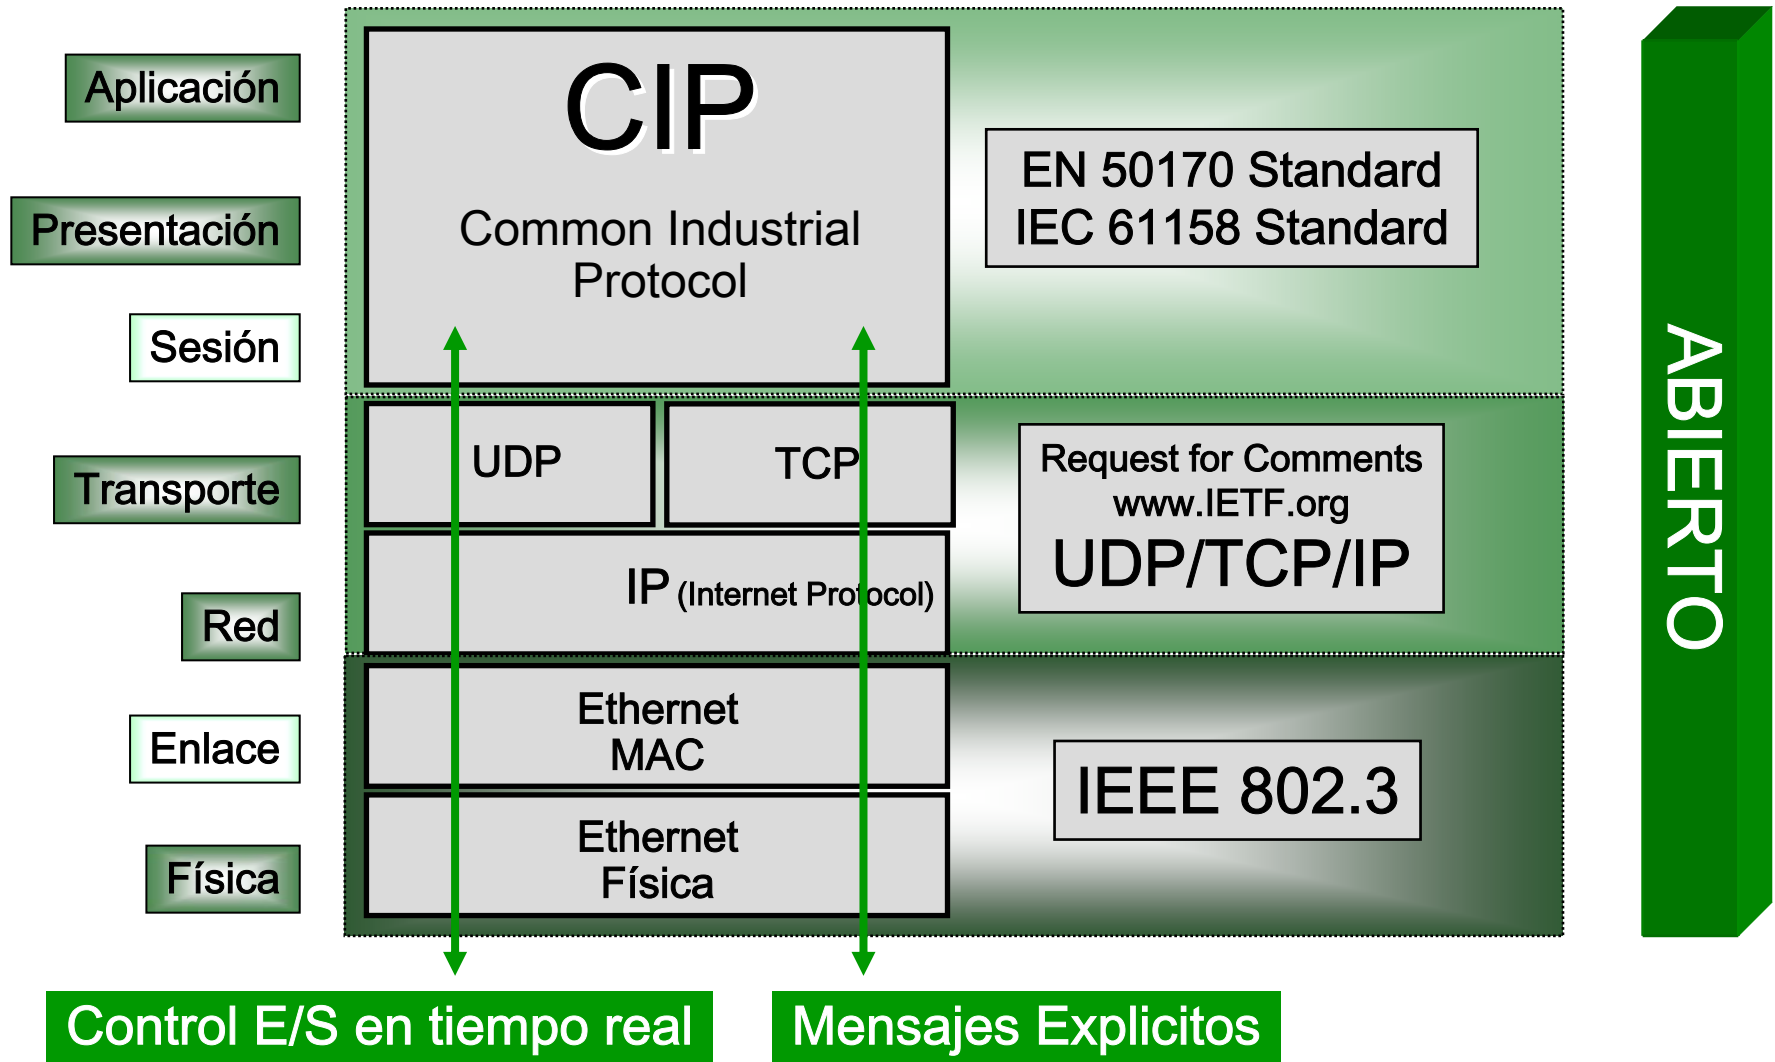 Aplicación
Presentación
Sesión
Transporte
Red
Enlace
Física
CIP
Common Industrial
Protocol
UDP
TCP
IP (Internet Protocol)
Ethernet
MAC
Ethernet
Física
EN 50170 Standard
IEC 61158 Standard
Request for Comments
www.IETF.org
UDP/TCP/IP
IEEE 802.3
ABIERTO
Control E/S en tiempo real
Mensajes Explicitos